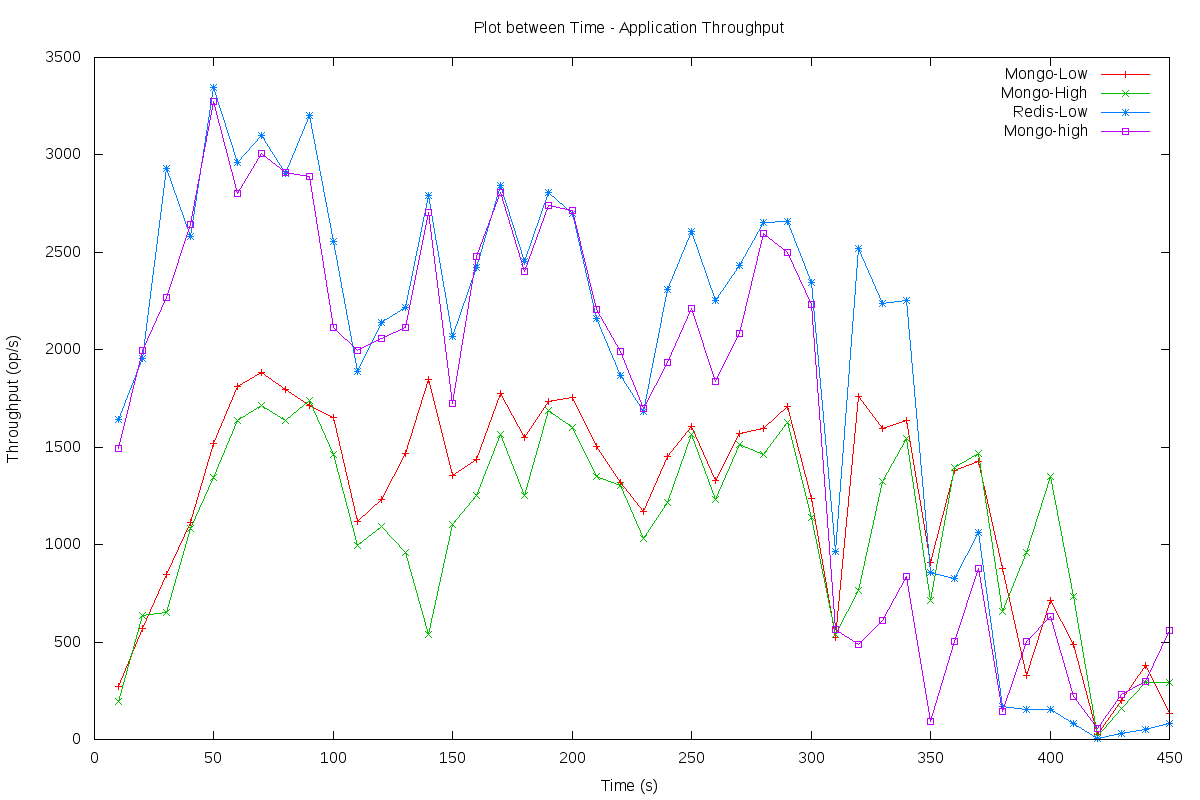 Plot between Time - Application Throughput
3500
3000
2500
2000
1500
1000
500
0
Throughput (op/s)
Mongo-Low
Mongo-High
Redis-Low
Mongo-high
0 50 100 150 200 250 300 350 400 450
Time (s)